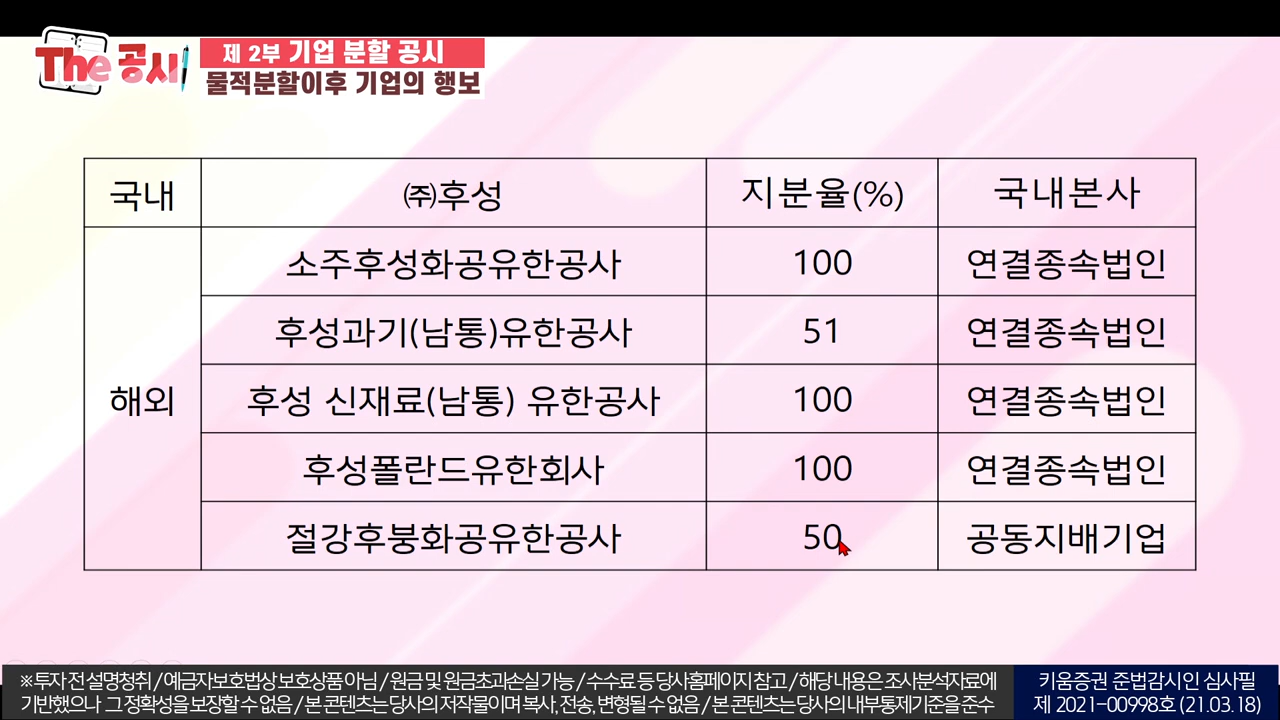 The 공시
제 2부 기업 분할 공시
물적분할이후 기업의 행보
국내 ㈜후성 지분율(%) 국내본사
해외
소주후성화공유한공사 100 연결종속법인
후성과기(남통)유한공사 51 연결종속법인
후성 신재료(남통) 유한공사 100 연결종속법인
후성폴란드유한회사 100 연결종속법인
절강후붕화공유한공사 50 공동지배기업
※ 투자 전 설명청취 / 예금자보호법상 보호상품 아님 / 원금 및 원금초과손실 가능 / 수수료 등 당사홈페이지 참고 / 해당 내용은 조사분석자료에
기반했으나 그 정확성을 보장할 수 없음 / 본 콘텐츠는 당사의 저작물이며 복사, 전송, 변형될 수 없음 / 본 콘텐츠는 당사의 내부통제기준을 준수
키움증권 준법감시인 심사필
제 2021-00998호 (21.03.18)